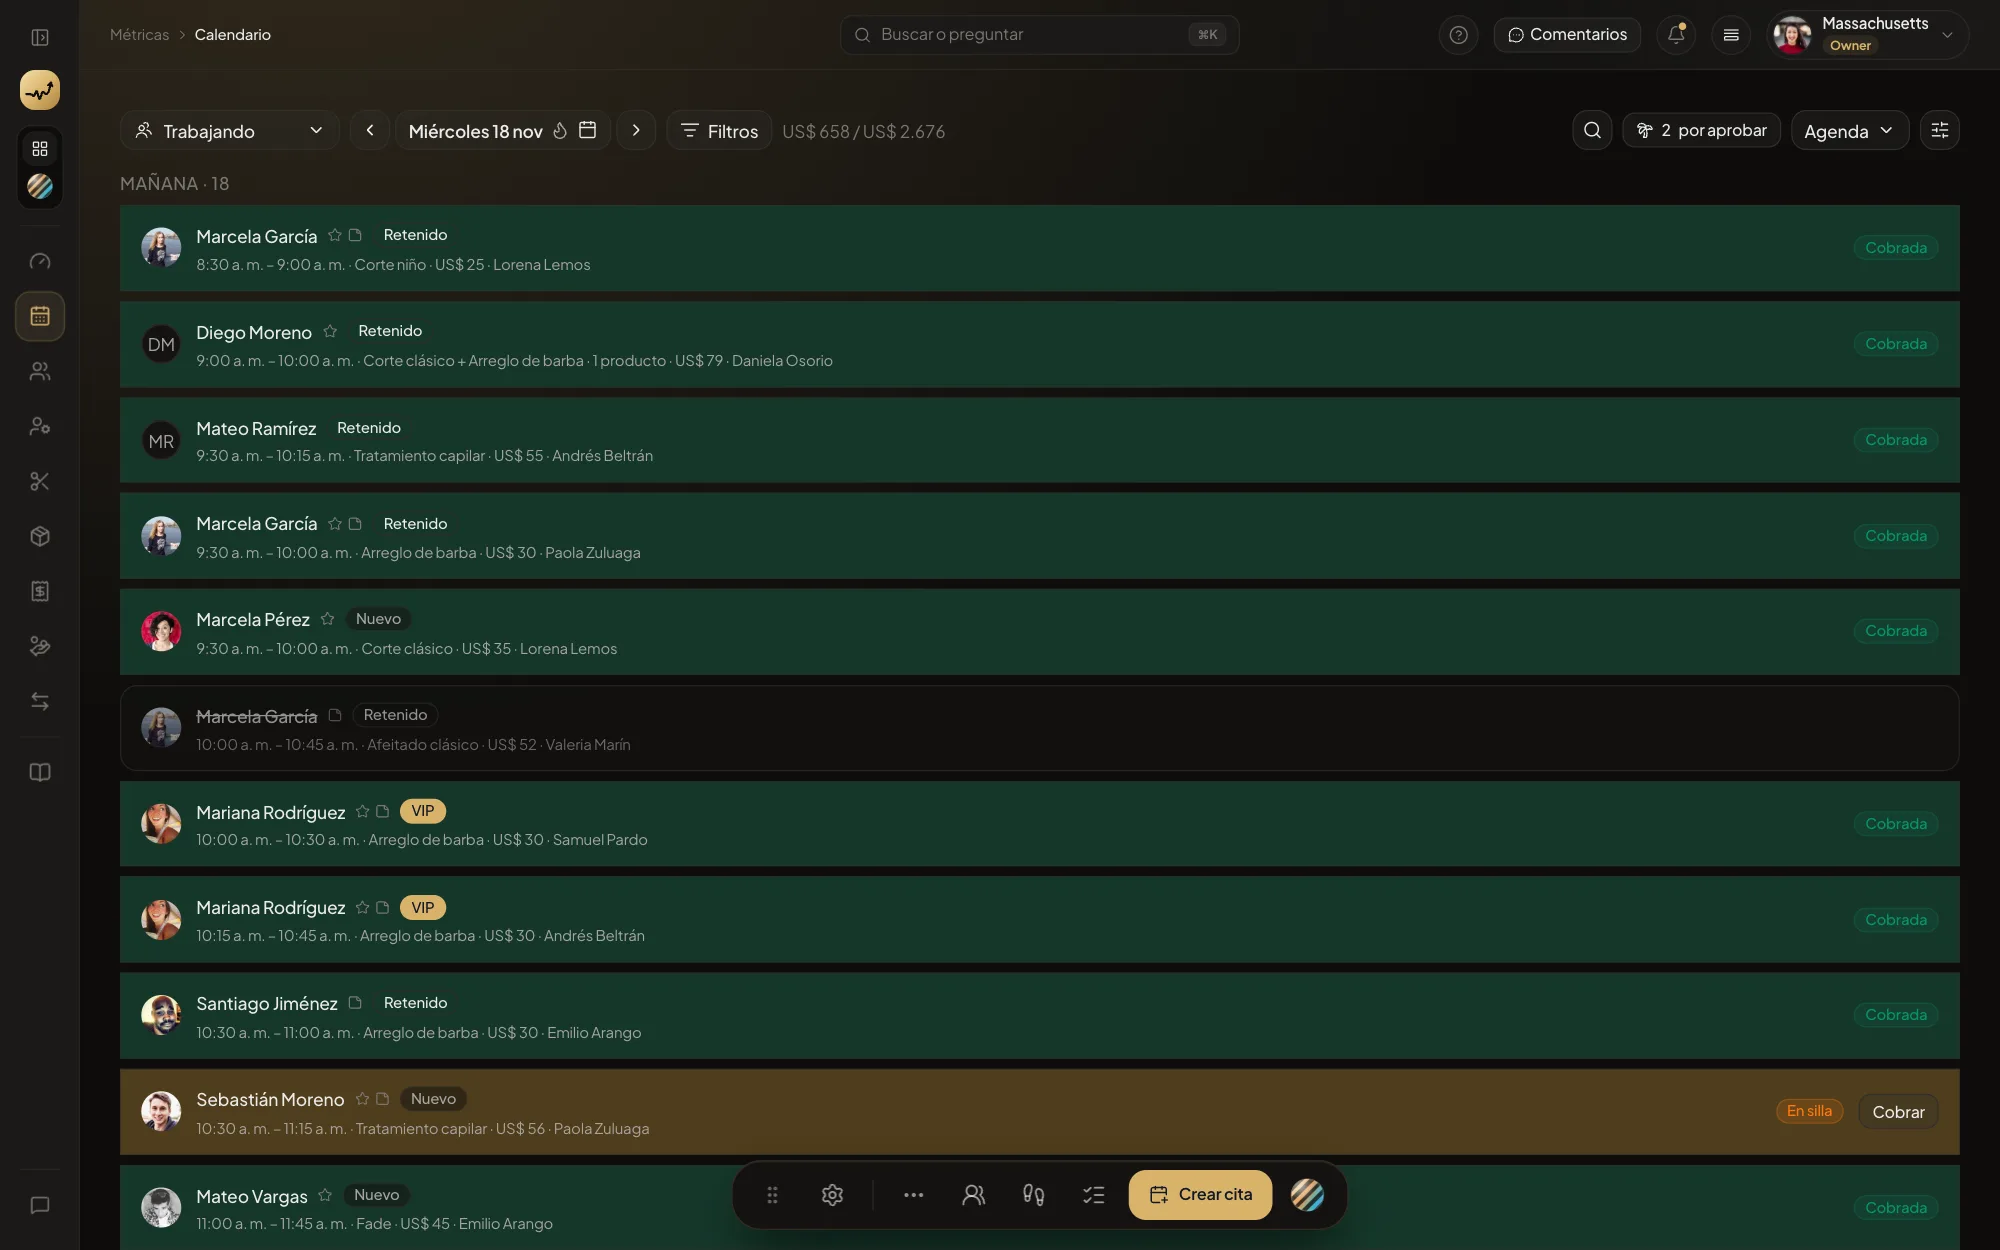 Métricas > Calendario
Buscar o preguntar ⌘K
Comentarios
Massachusetts
Owner
Trabajando
Miércoles 18 nov
Filtros
US$ 658 / US$ 2.676
2 por aprobar
Agenda
MAÑANA · 18
Marcela García Retenido
8:30 a. m. – 9:00 a. m. · Corte niño · US$ 25 · Lorena Lemos
Cobrada
DM
Diego Moreno Retenido
9:00 a. m. – 10:00 a. m. · Corte clásico + Arreglo de barba · 1 producto · US$ 79 · Daniela Osorio
Cobrada
MR
Mateo Ramírez Retenido
9:30 a. m. – 10:15 a. m. · Tratamiento capilar · US$ 55 · Andrés Beltrán
Cobrada
Marcela García Retenido
9:30 a. m. – 10:00 a. m. · Arreglo de barba · US$ 30 · Paola Zuluaga
Cobrada
Marcela Pérez Nuevo
9:30 a. m. – 10:00 a. m. · Corte clásico · US$ 35 · Lorena Lemos
Cobrada
Marcela García Retenido
10:00 a. m. – 10:45 a. m. · Afeitado clásico · US$ 52 · Valeria Marín
Mariana Rodríguez VIP
10:00 a. m. – 10:30 a. m. · Arreglo de barba · US$ 30 · Samuel Pardo
Cobrada
Mariana Rodríguez VIP
10:15 a. m. – 10:45 a. m. · Arreglo de barba · US$ 30 · Andrés Beltrán
Cobrada
Santiago Jiménez Retenido
10:30 a. m. – 11:00 a. m. · Arreglo de barba · US$ 30 · Emilio Arango
Cobrada
Sebastián Moreno Nuevo
10:30 a. m. – 11:15 a. m. · Tratamiento capilar · US$ 56 · Paola Zuluaga
En silla
Cobrar
Mateo Vargas Nuevo
11:00 a. m. – 11:45 a. m. · Fade · US$ 45 · Emilio Arango
Cobrada
Crear cita